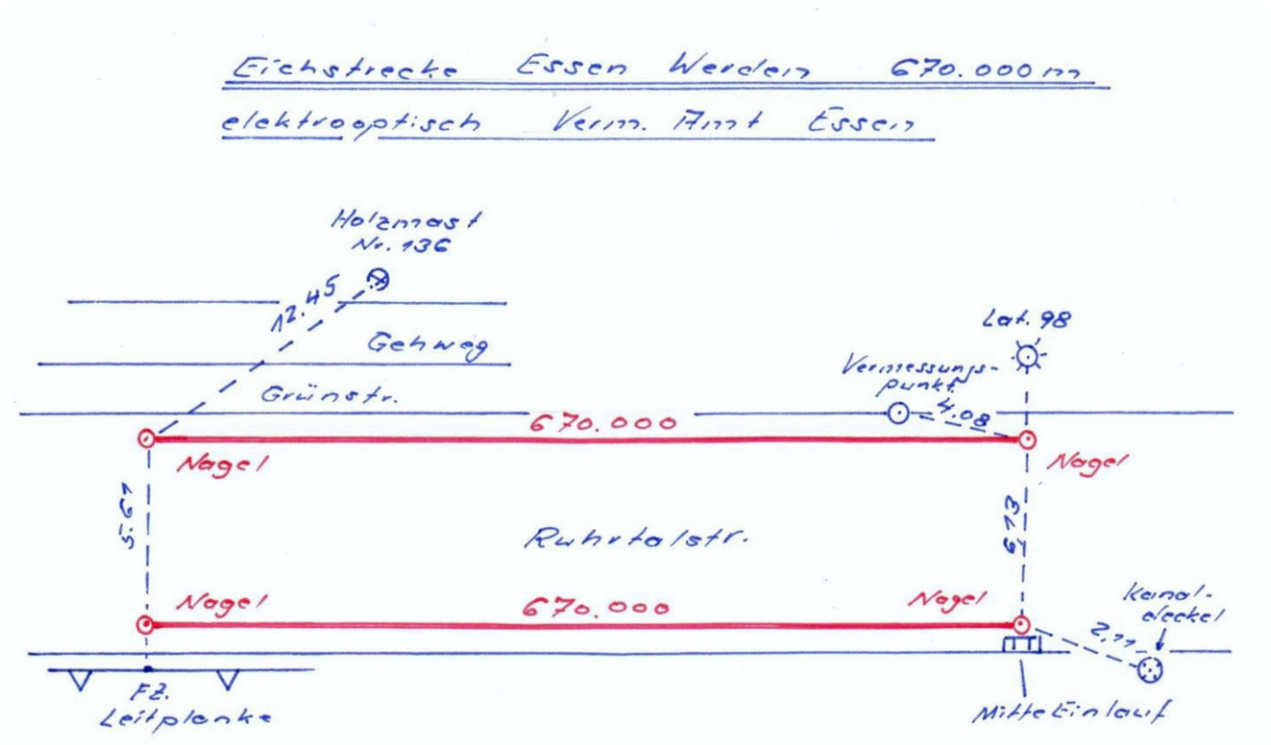 Eichstrecke Essen Werden 670.000 m
elektrooptisch Verm. Amt Essen
Holzmast
Nr. 136
12.45
Gehweg
Grünstr.
Lat. 98
Vermessungs-
punkt
4.08
670.000
Nagel
Nagel
5.61
Ruhrtalstr.
6,13
Nagel
670.000
Nagel
Kanal-
deckel
2,11
FZ.
Leitplanke
Mitte Einlauf